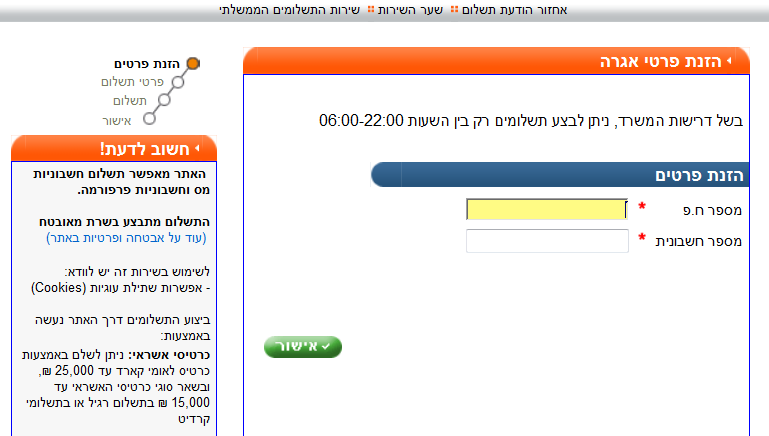 אחזור הודעת תשלום שער השירות שירות התשלומים הממשלתי
הזנת פרטי אגרה
בשל דרישות המשרד, ניתן לבצע תשלומים רק בין השעות 06:00-22:00
הזנת פרטים
מספר ח.פ *
מספר חשבונית *
אישור
הזנת פרטים
פרטי תשלום
תשלום
אישור
חשוב לדעת!
האתר מאפשר תשלום חשבוניות
מס וחשבוניות פרפורמה.
התשלום מתבצע בשרת מאובטח
(עוד על אבטחה ופרטיות באתר)
לשימוש בשירות זה יש לוודא:
- אפשרות שתילת עוגיות (Cookies)
ביצוע התשלומים דרך האתר נעשה
באמצעות:
כרטיסי אשראי: ניתן לשלם באמצעות
כרטיס לאומי קארד עד 25,000 ₪,
ובשאר סוגי כרטיסי האשראי עד
15,000 ₪ בתשלום רגיל או בתשלומי
קרדיט